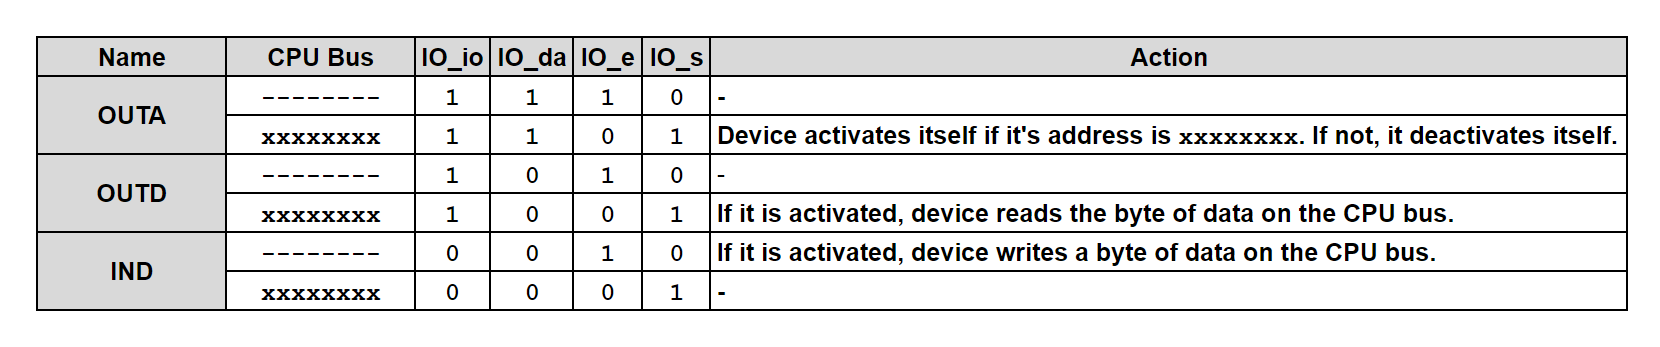 Name CPU Bus IO_io IO_da IO_e IO_s Action
OUTA -------- 1 1 1 0 -
xxxxxxxx 1 1 0 1 Device activates itself if it's address is xxxxxxxx. If not, it deactivates itself.
OUTD -------- 1 0 1 0 -
xxxxxxxx 1 0 0 1 If it is activated, device reads the byte of data on the CPU bus.
IND -------- 0 0 1 0 If it is activated, device writes a byte of data on the CPU bus.
xxxxxxxx 0 0 0 1 -